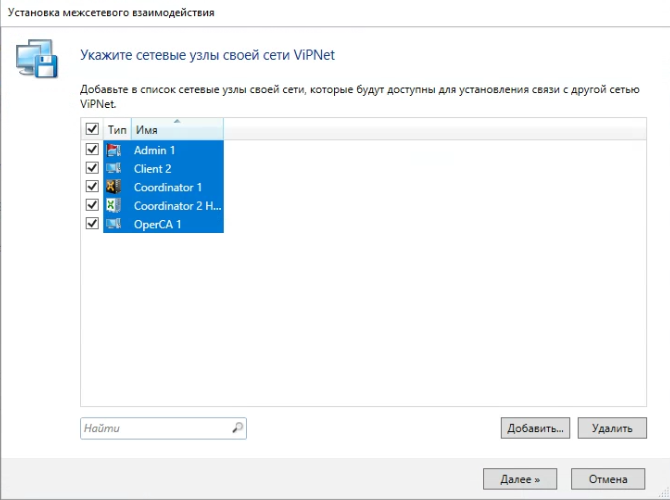 Установка межсетевого взаимодействия
Укажите сетевые узлы своей сети ViPNet
Добавьте в список сетевые узлы своей сети, которые будут доступны для установления связи с другой сетью
ViPNet.
Тип Имя
Admin 1
Client 2
Coordinator 1
Coordinator 2 H...
OperCA 1
Найти
Добавить... Удалить
Далее » Отмена